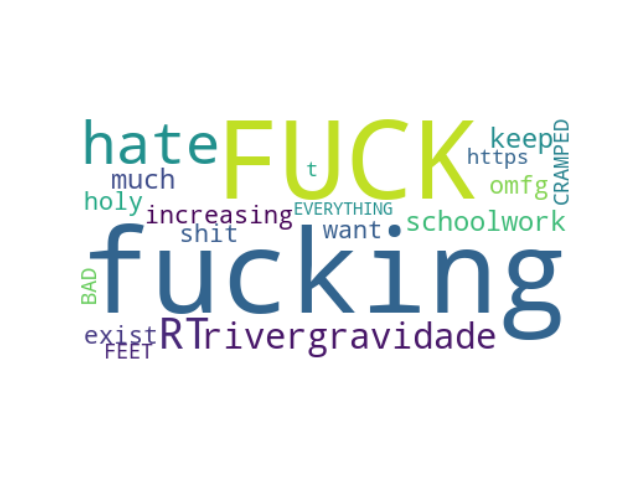 hate FUCK keep CRAMPED
https
much t omfg
holy EVERYTHING
increasing schoolwork
shit want
fucking
BAD
exist RT rivergravidade
FEET